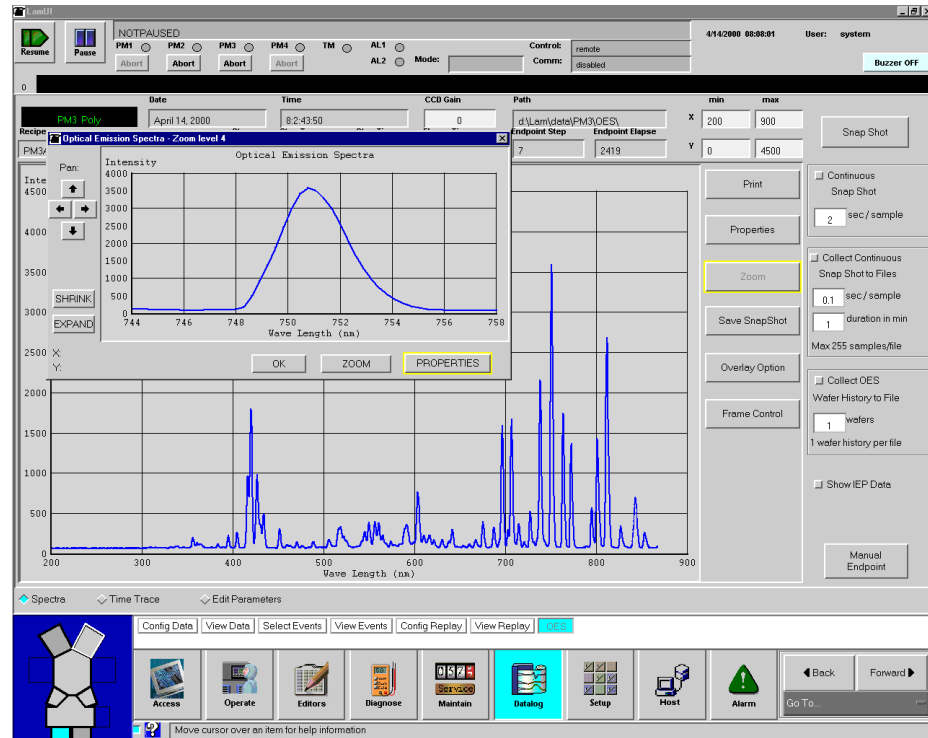 LamUI
NOTPAUSED
Resume
Pause
PM1 PM2 PM3 PM4 TM AL1
AL2
Abort Abort Abort Abort
Mode:
Control: remote
Comm: disabled
4/14/2000 08:08:01 User: system
Buzzer OFF
0
Date Time CCD Gain Path min max
PM3 Poly April 14, 2000 8:2:43:50 0 d:\Lam\data\PM3\OES\ X 200 900
Snap Shot
Recipe Endpoint Step Endpoint Elapse
7 2419 Y 0 4500
Optical Emission Spectra - Zoom level 4
Pan:
Optical Emission Spectra
Intensity
4000
3500
3000
2500
2000
1500
1000
500
0
744 746 748 750 752 754 756 758
Wave Length (nm)
SHRINK
EXPAND
X:
Y:
OK ZOOM PROPERTIES
Inte
4500
4000
3500
3000
2500
2000
1500
1000
500
0
200 300 400 500 600 700 800 900
Wave Length (nm)
Print
Properties
Zoom
Save SnapShot
Overlay Option
Frame Control
Continuous
Snap Shot
2 sec / sample
Collect Continuous
Snap Shot to Files
0.1 sec / sample
1 duration in min
Max 255 samples/file
Collect OES
Wafer History to File
1 wafers
1 wafer history per file
Show IEP Data
Manual
Endpoint
Spectra Time Trace Edit Parameters
Config Data View Data Select Events View Events Config Replay View Replay OES
Access Operate Editors Diagnose Maintain Datalog Setup Host Alarm
Service
Back Forward
Go To...
Move cursor over an item for help information